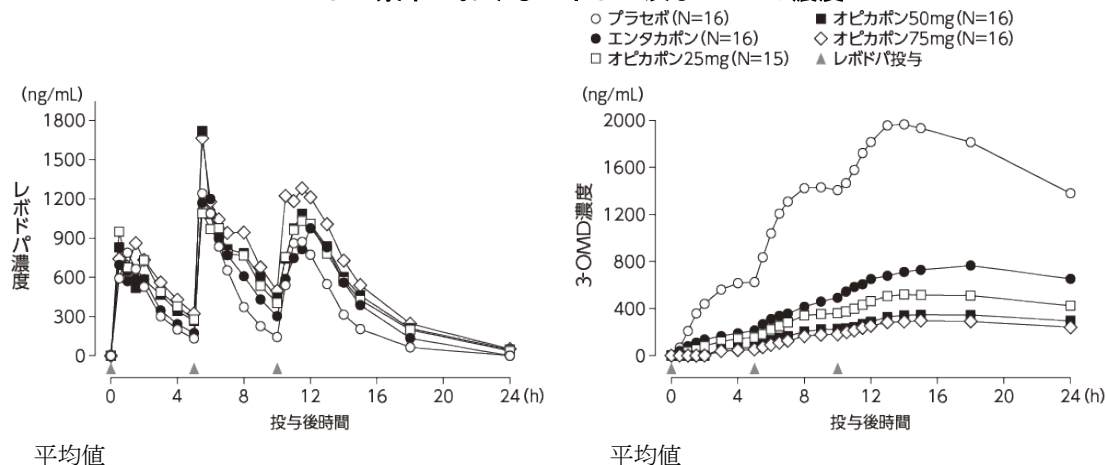 ○ プラセボ(N=16)
● エンタカポン(N=16)
□ オピカポン25mg(N=15)
■ オピカポン50mg(N=16)
◇ オピカポン75mg(N=16)
▲ レボドパ投与
(ng/mL)
1800
1500
1200
900
600
300
0
レボドパ濃度
0 4 8 12 16 20 24(h)
投与後時間
平均値
(ng/mL)
2000
1600
1200
800
400
0
3-OMD濃度
0 4 8 12 16 20 24(h)
投与後時間
平均値